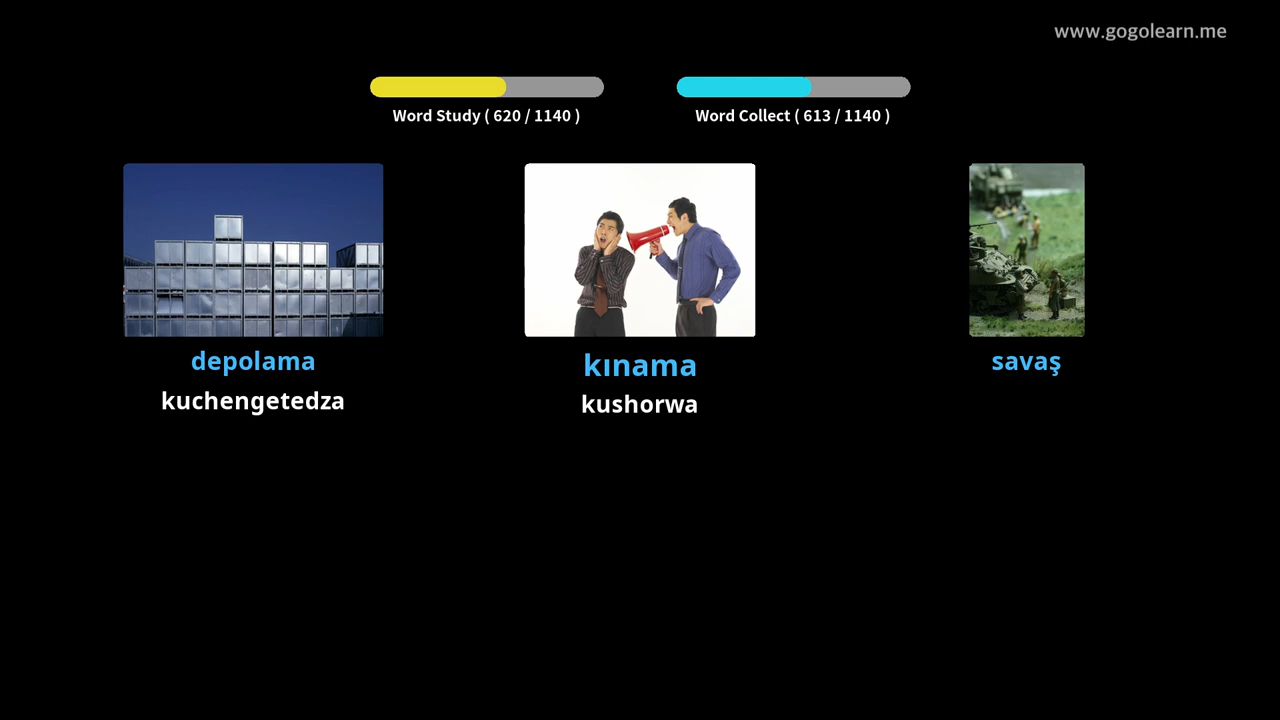 www.gogolearn.me
Word Study ( 620 / 1140 )
Word Collect ( 613 / 1140 )
depolama
kınama
savaş
kuchengetedza
kushorwa